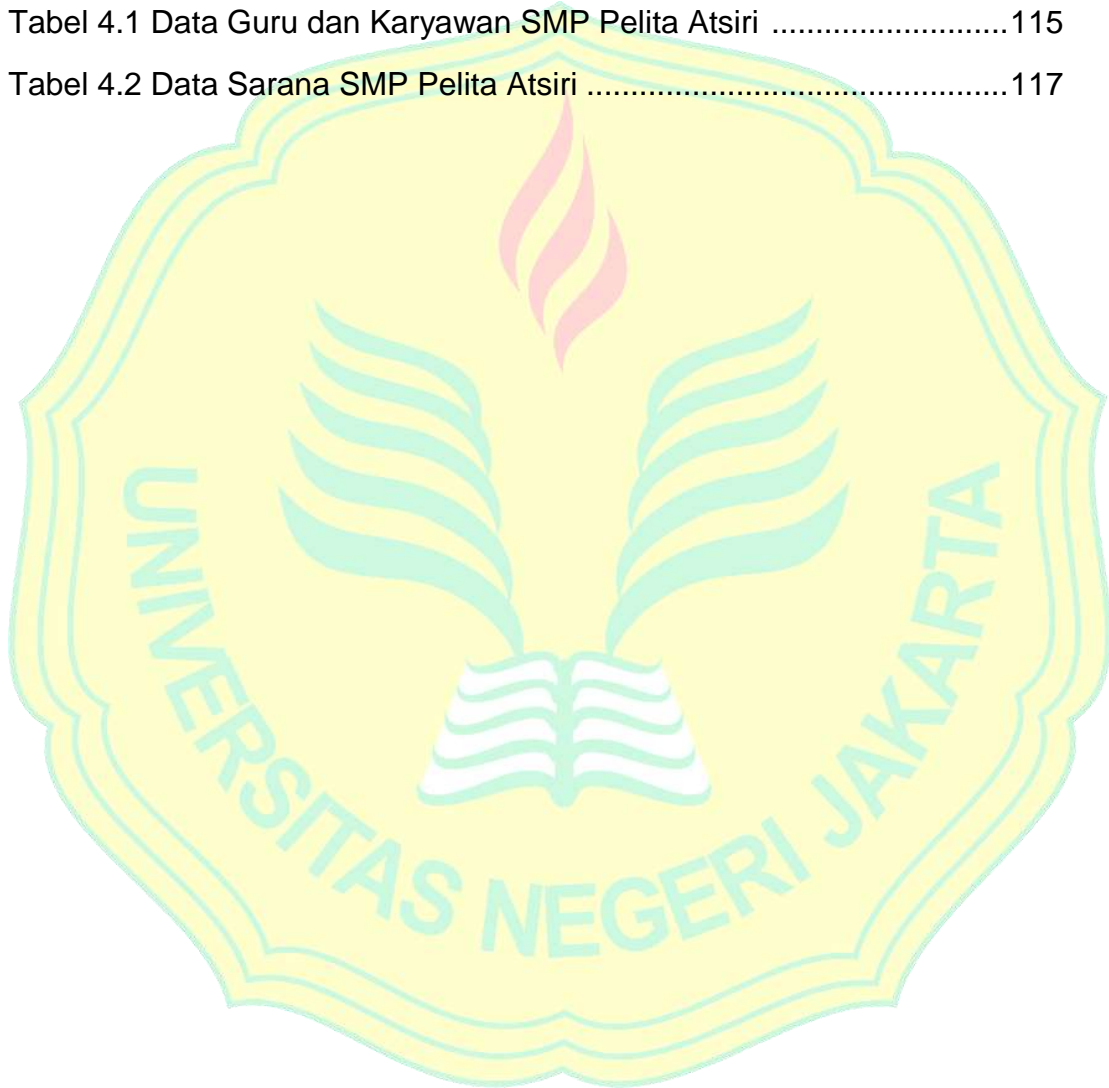 Tabel 4.1 Data Guru dan Karyawan SMP Pelita Atsiri ...........................115
Tabel 4.2 Data Sarana SMP Pelita Atsiri ................................................117
UNIVERSITAS NEGERI JAKARTA